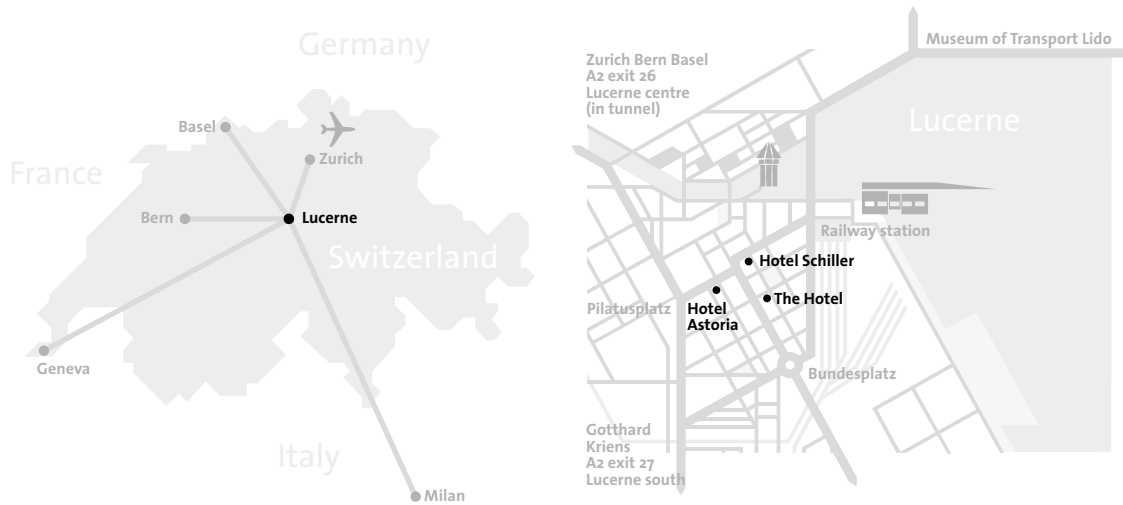 Germany
Basel
Zurich
France
Bern
Lucerne
Switzerland
Geneva
Italy
Milan
Museum of Transport Lido
Zurich Bern Basel
A2 exit 26
Lucerne centre
(in tunnel)
Lucerne
Railway station
Hotel Schiller
The Hotel
Pilatusplatz
Hotel
Astoria
Bundesplatz
Gotthard
Kriens
A2 exit 27
Lucerne south